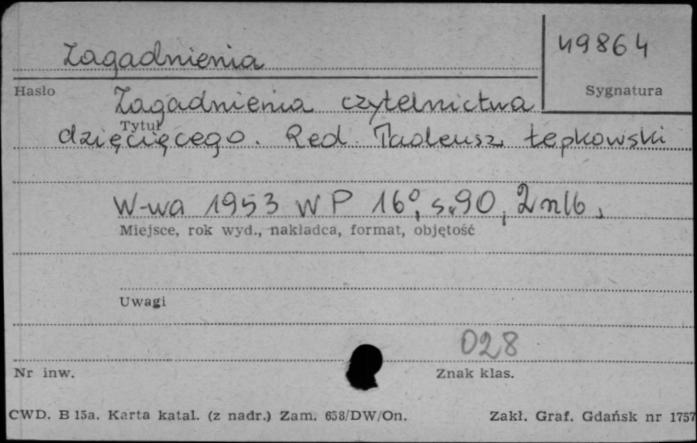 Zagadnienia
49864
Hasło
Sygnatura
Zagadnienia czytelnictwa
Tytuł
dziecięcego. Red. Tadeusz Łepkowski
W-wa 1953 WP 16°, s.90, 2 nlb,
Miejsce, rok wyd., nakładca, format, objętość
Uwagi
028
Nr inw.
Znak klas.
CWD. B 15a. Karta katal. (z nadr.) Zam. 658/DW/On.
Zakł. Graf. Gdańsk nr 1757